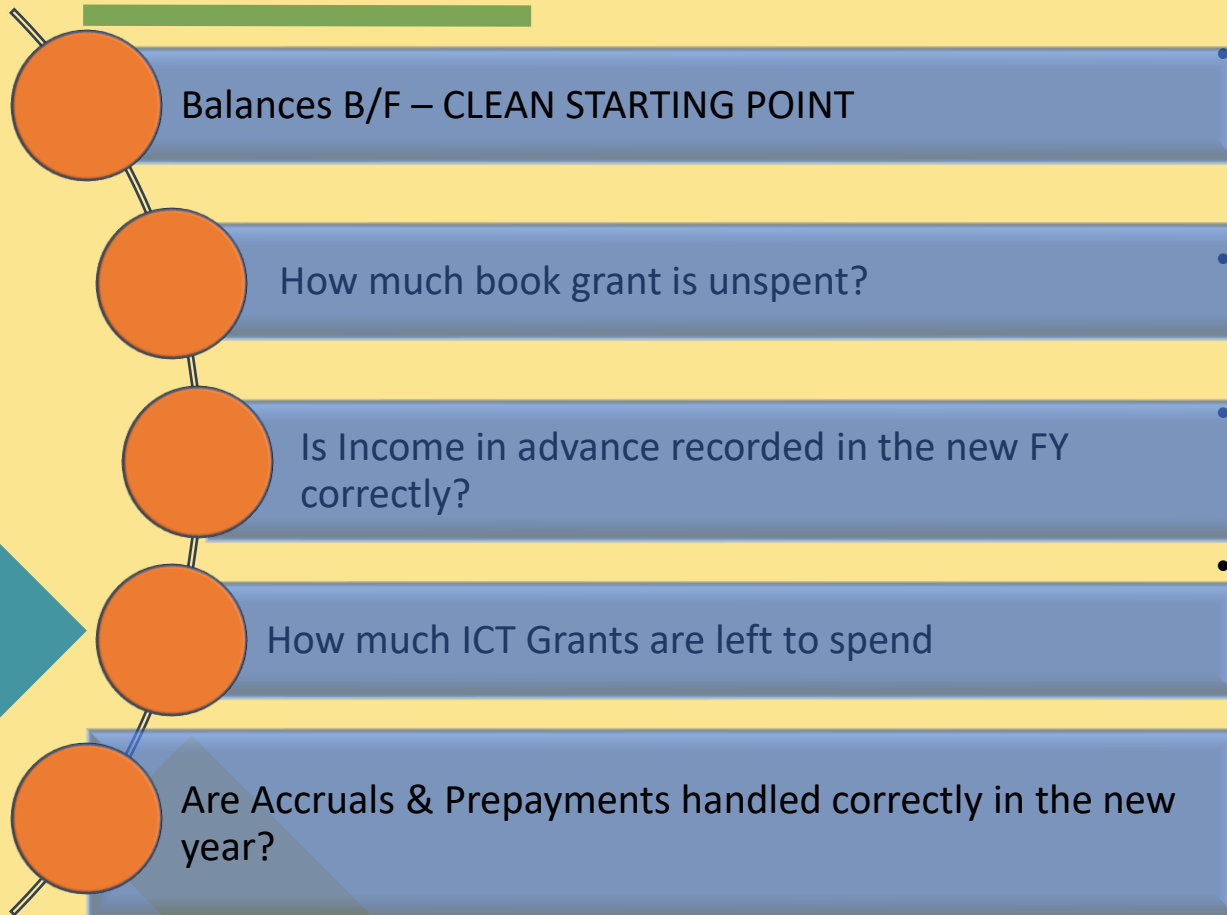 Balances B/F – CLEAN STARTING POINT
How much book grant is unspent?
Is Income in advance recorded in the new FY
correctly?
How much ICT Grants are left to spend
Are Accruals & Prepayments handled correctly in the new
year?